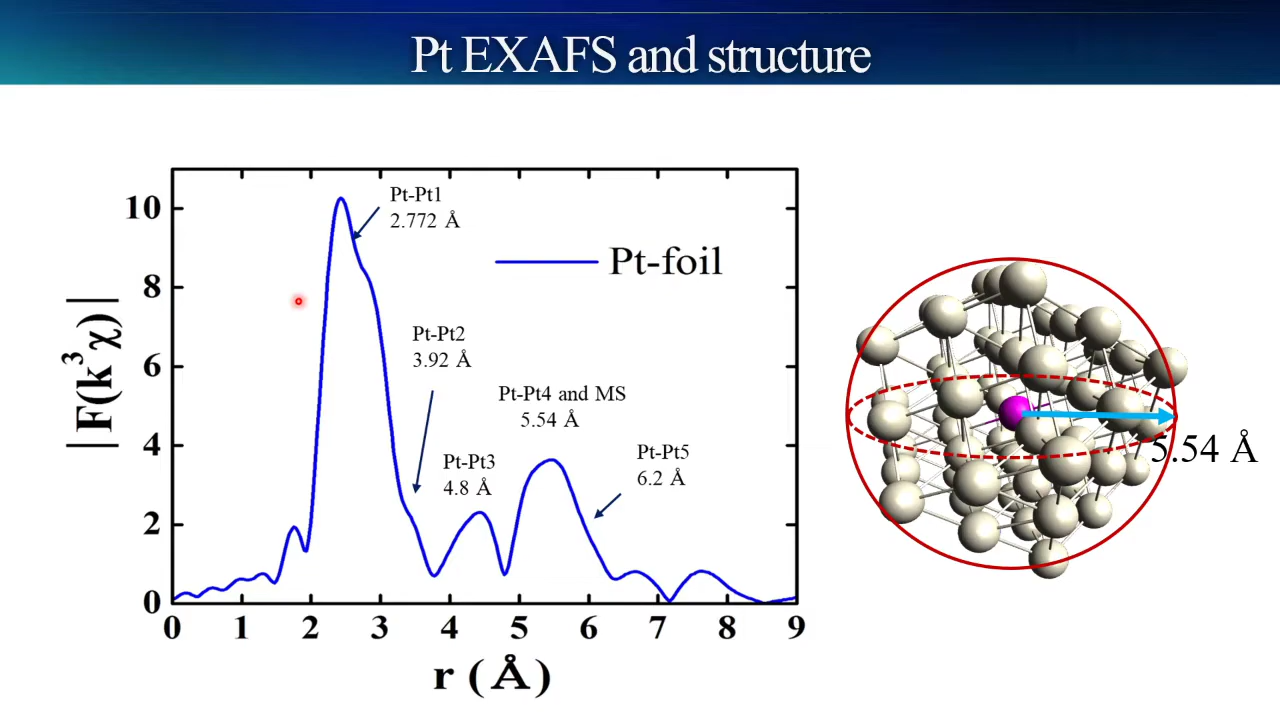 Pt EXAFS and structure
Pt-Pt1
2.772 Å
Pt-foil
Pt-Pt2
3.92 Å
Pt-Pt4 and MS
5.54 Å
Pt-Pt3
4.8 Å
Pt-Pt5
6.2 Å
|F(k³χ)|
10
8
6
4
2
0
0 1 2 3 4 5 6 7 8 9
r (Å)
5.54 Å